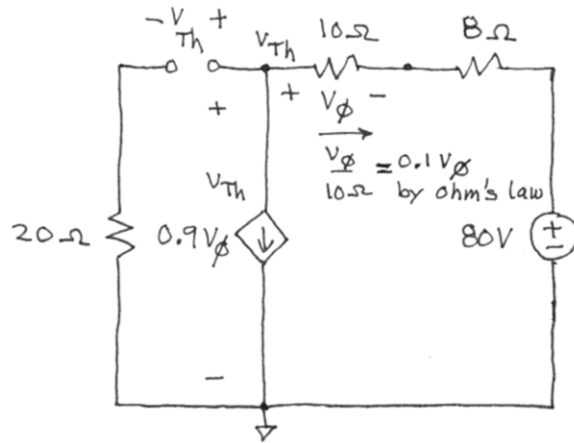 - V_Th +
V_Th
10Ω
8Ω
+ V_ϕ -
+
V_ϕ/10Ω = 0.1V_ϕ
by ohm's law
V_Th
20Ω
0.9V_ϕ
80V
+
-
-